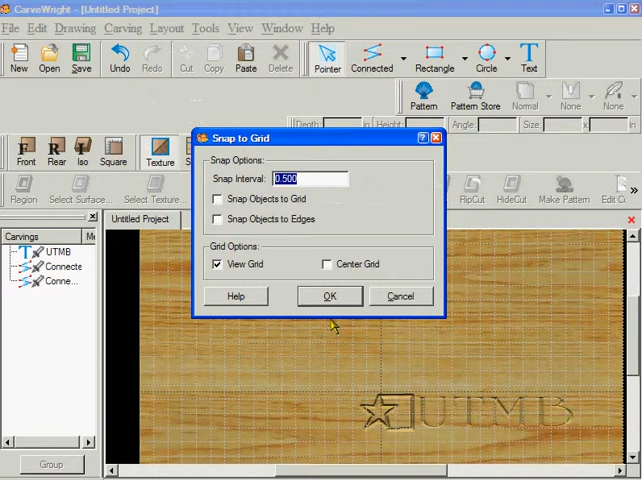 CarveWright - [Untitled Project]
File Edit Drawing Carving Layout Tools View Window Help
New Open Save Undo Redo Cut Copy Paste Delete Pointer Connected Rectangle Circle Text
Pattern Pattern Store Normal None None
Depth: in Height: in Angle: Size: x in
Front Rear Iso Square Texture
Region Select Surface... Select Texture... FlipCut HideCut Edit Cu »
Snap to Grid
Snap Options:
Snap Interval: 0.500
Snap Objects to Grid
Snap Objects to Edges
Grid Options:
View Grid Center Grid
Help OK Cancel
Untitled Project
Carvings Me
UTMB
Connecte
Conne...
UTMB
Group